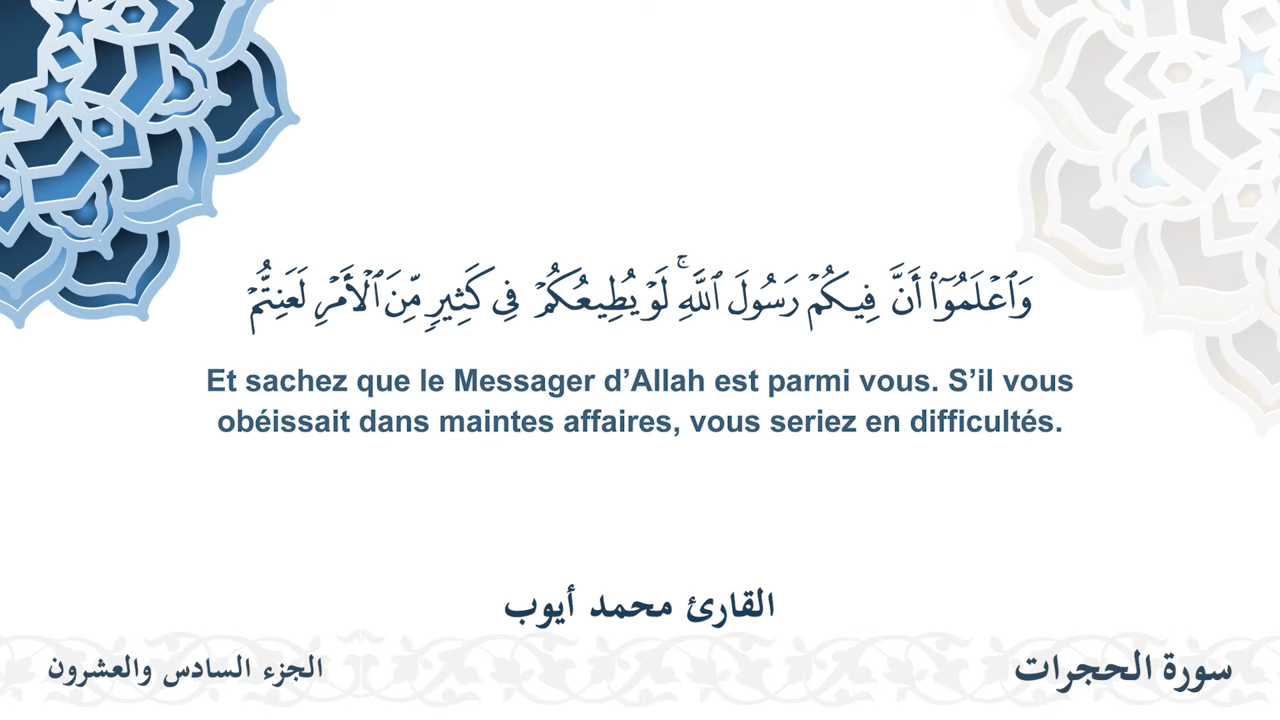 وَٱعۡلَمُوٓاْ أَنَّ فِيكُمۡ رَسُولَ ٱللَّهِۚ لَوۡ يُطِيعُكُمۡ فِي كَثِيرٖ مِّنَ ٱلۡأَمۡرِ لَعَنِتُّمۡ
Et sachez que le Messager d’Allah est parmi vous. S’il vous
obéissait dans maintes affaires, vous seriez en difficultés.
القارئ محمد أيوب
سورة الحجرات
الجزء السادس والعشرون